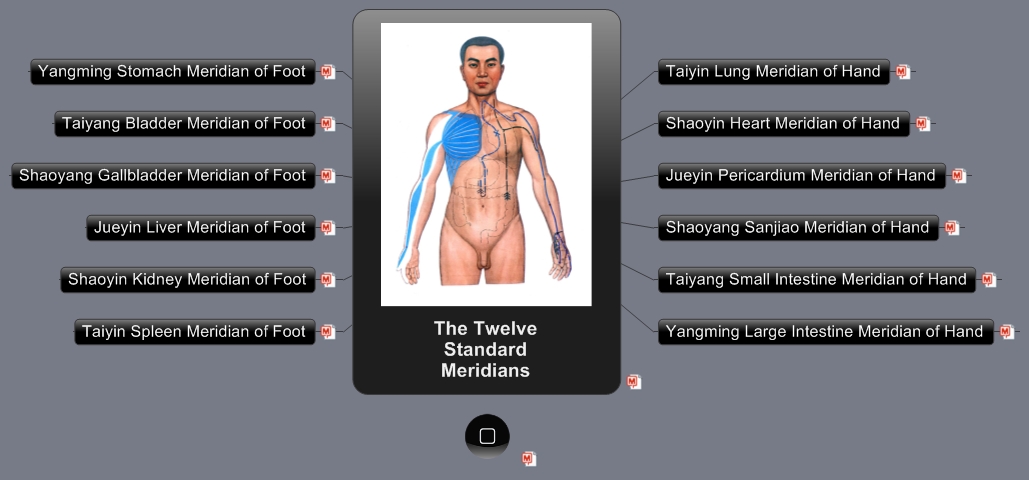 Yangming Stomach Meridian of Foot
Taiyang Bladder Meridian of Foot
Shaoyang Gallbladder Meridian of Foot
Jueyin Liver Meridian of Foot
Shaoyin Kidney Meridian of Foot
Taiyin Spleen Meridian of Foot
The Twelve
Standard
Meridians
Taiyin Lung Meridian of Hand
Shaoyin Heart Meridian of Hand
Jueyin Pericardium Meridian of Hand
Shaoyang Sanjiao Meridian of Hand
Taiyang Small Intestine Meridian of Hand
Yangming Large Intestine Meridian of Hand